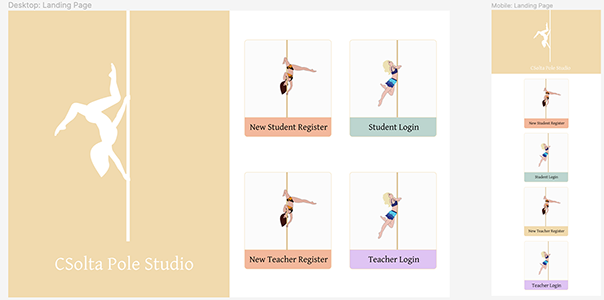 Desktop: Landing Page
New Student Register
Student Login
New Teacher Register
Teacher Login
CSolta Pole Studio
Mobile: Landing Page
CSolta Pole Studio
New Student Register
Student Login
New Teacher Register
Teacher Login